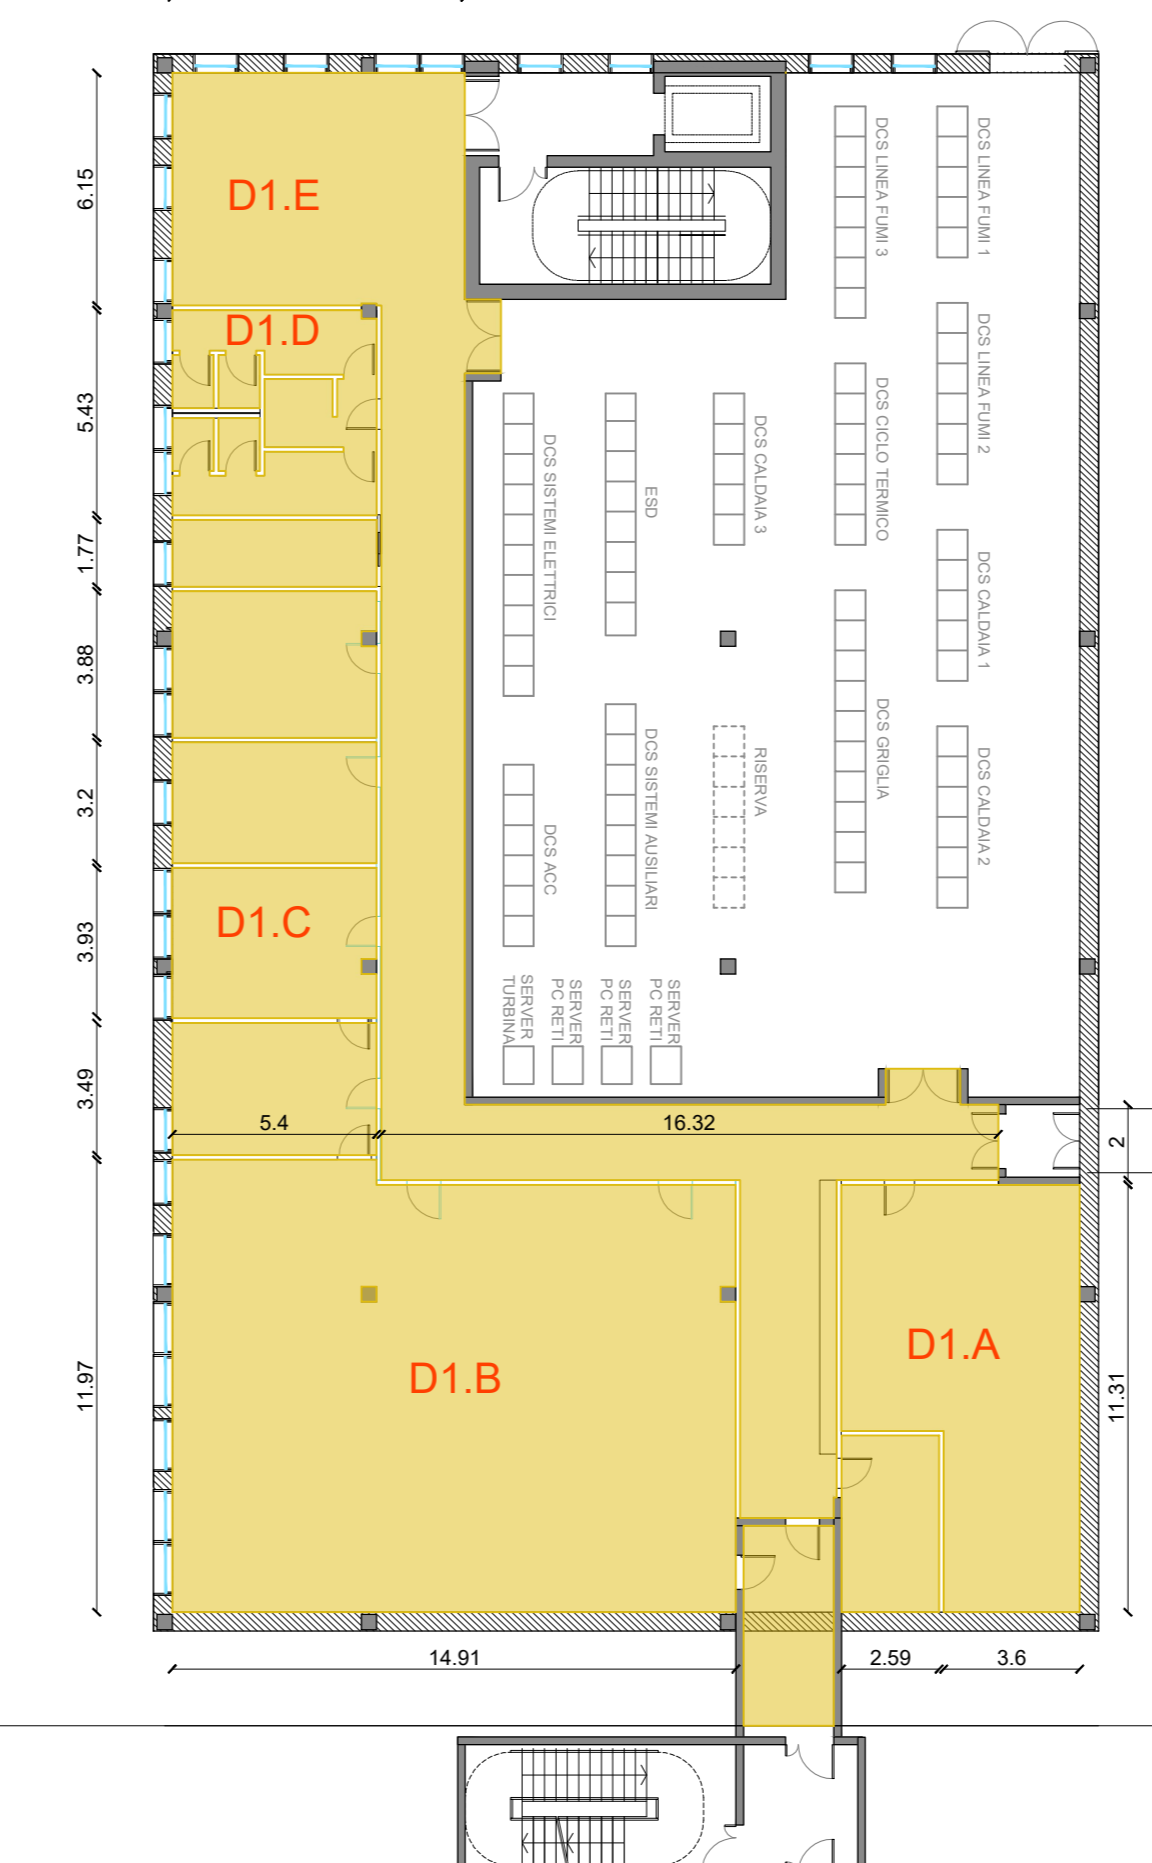 D1.E
DCS LINEA FUMI 3
DCS LINEA FUMI 1
6.15
D1.D
DCS LINEA FUMI 2
5.43
DCS SISTEMI ELETTRICI
ESD
DCS CALDAIA 3
DCS CICLO TERMICO
1.77
DCS CALDAIA 1
3.88
3.2
DCS ACC
DCS SISTEMI AUSILIARI
RISERVA
DCS GRIGLIA
DCS CALDAIA 2
D1.C
3.93
SERVER
TURBINA
SERVER
PC RETI
SERVER
PC RETI
SERVER
PC RETI
3.49
5.4
16.32
2
D1.A
D1.B
11.97
11.31
14.91
2.59
3.6